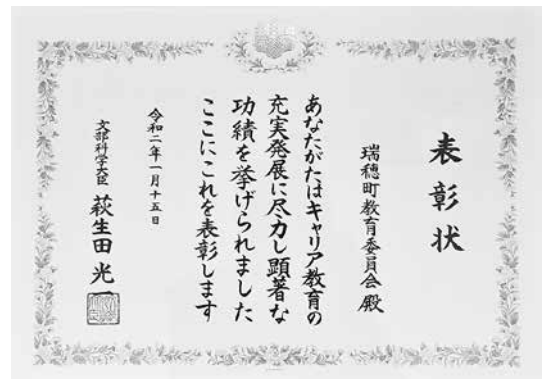 表彰状
瑞穂町教育委員会殿
あなたがたはキャリア教育の
充実発展に尽力し顕著な
功績を挙げられました
ここにこれを表彰します
令和二年一月十五日
文部科学大臣 萩生田光一